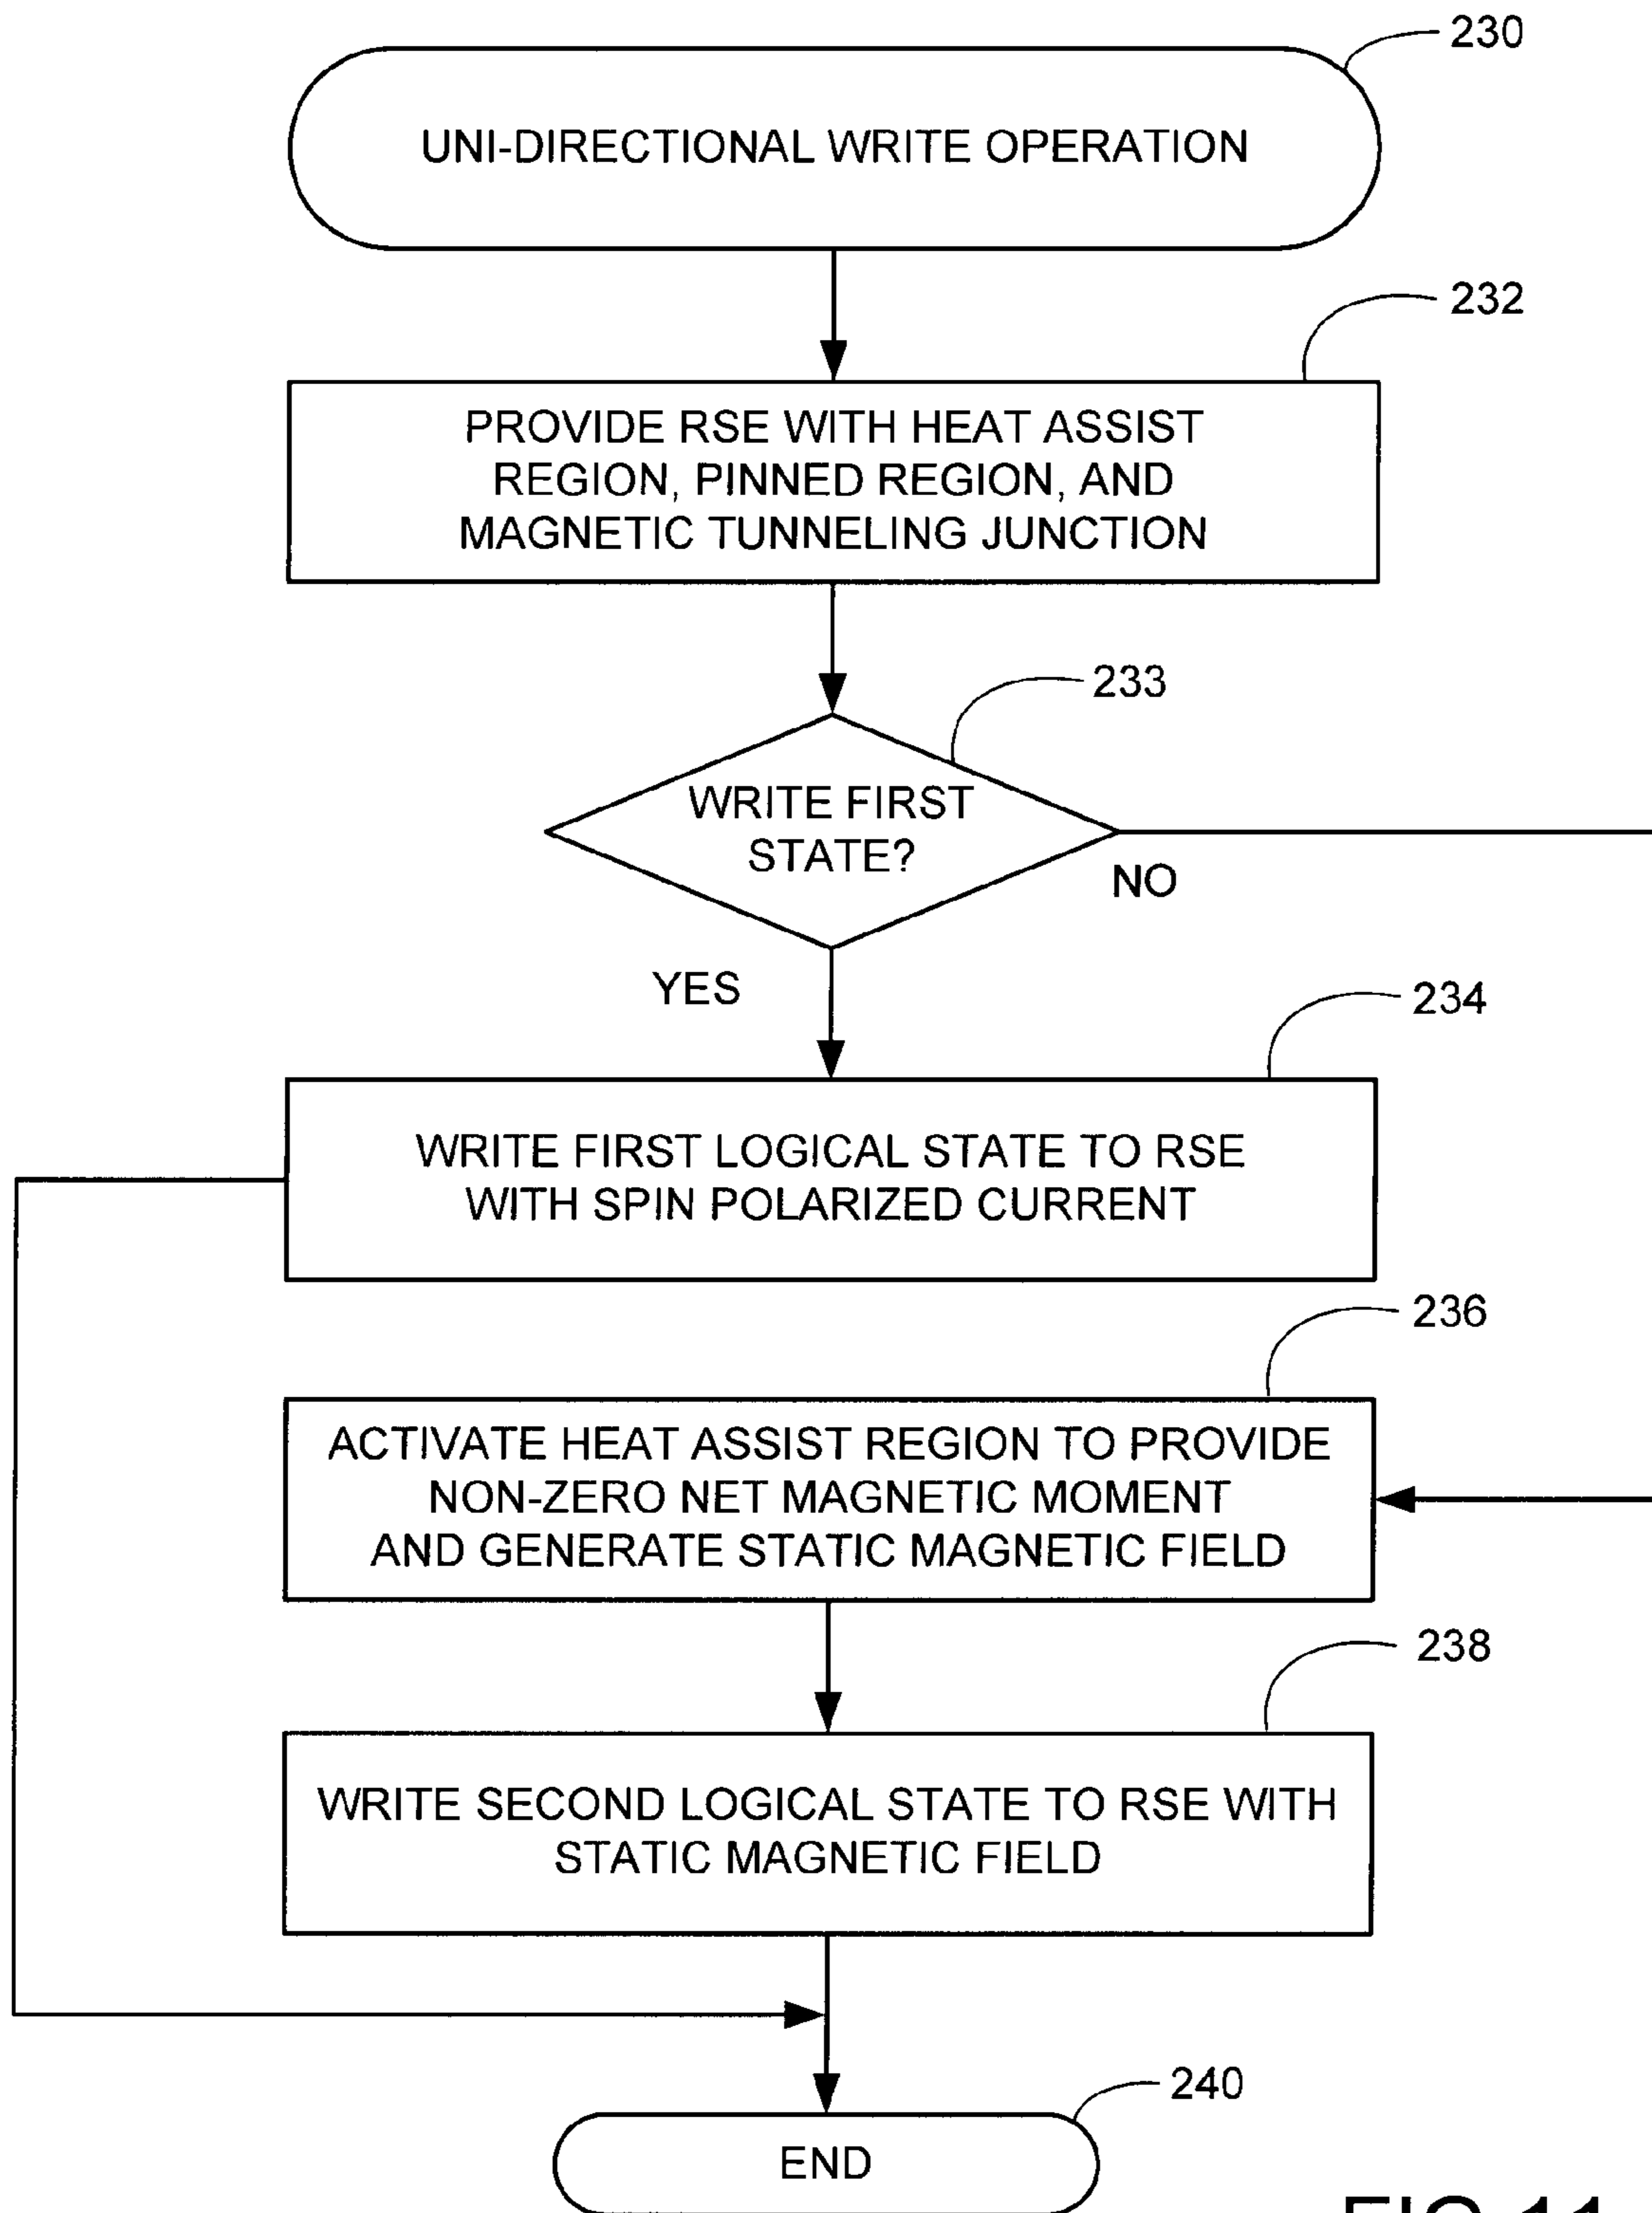 230
UNI-DIRECTIONAL WRITE OPERATION
232
PROVIDE RSE WITH HEAT ASSIST
REGION, PINNED REGION, AND
MAGNETIC TUNNELING JUNCTION
233
WRITE FIRST
STATE?
NO
YES
234
WRITE FIRST LOGICAL STATE TO RSE
WITH SPIN POLARIZED CURRENT
236
ACTIVATE HEAT ASSIST REGION TO PROVIDE
NON-ZERO NET MAGNETIC MOMENT
AND GENERATE STATIC MAGNETIC FIELD
238
WRITE SECOND LOGICAL STATE TO RSE WITH
STATIC MAGNETIC FIELD
240
END
FIG.11